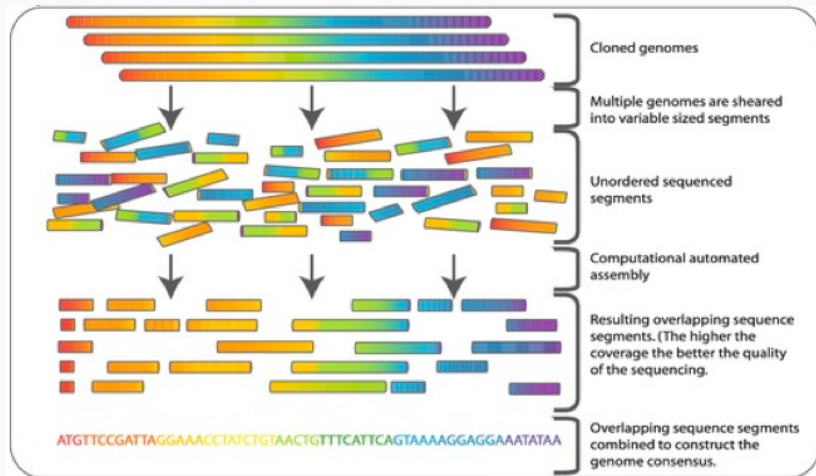 Cloned genomes
Multiple genomes are sheared
into variable sized segments
Unordered sequenced
segments
Computational automated
assembly
Resulting overlapping sequence
segments. (The higher the
coverage the better the quality
of the sequencing.
ATGTTCCGATTAGGAAACCTATCTGTAACTGTTTCATTCAGTAAAAGGAGGAAATATAA
Overlapping sequence segments
combined to construct the
genome consensus.